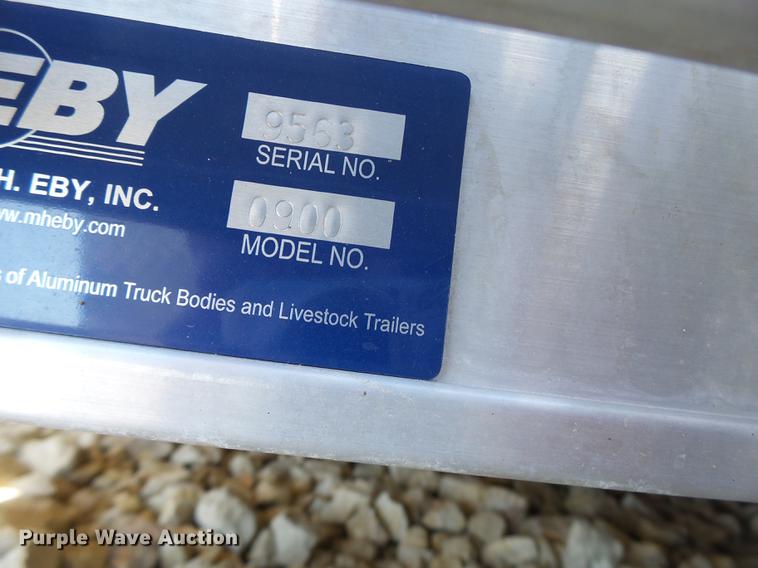 EBY
9563
SERIAL NO.
H. EBY, INC.
0900
www.mheby.com
MODEL NO.
of Aluminum Truck Bodies and Livestock Trailers
Purple Wave Auction